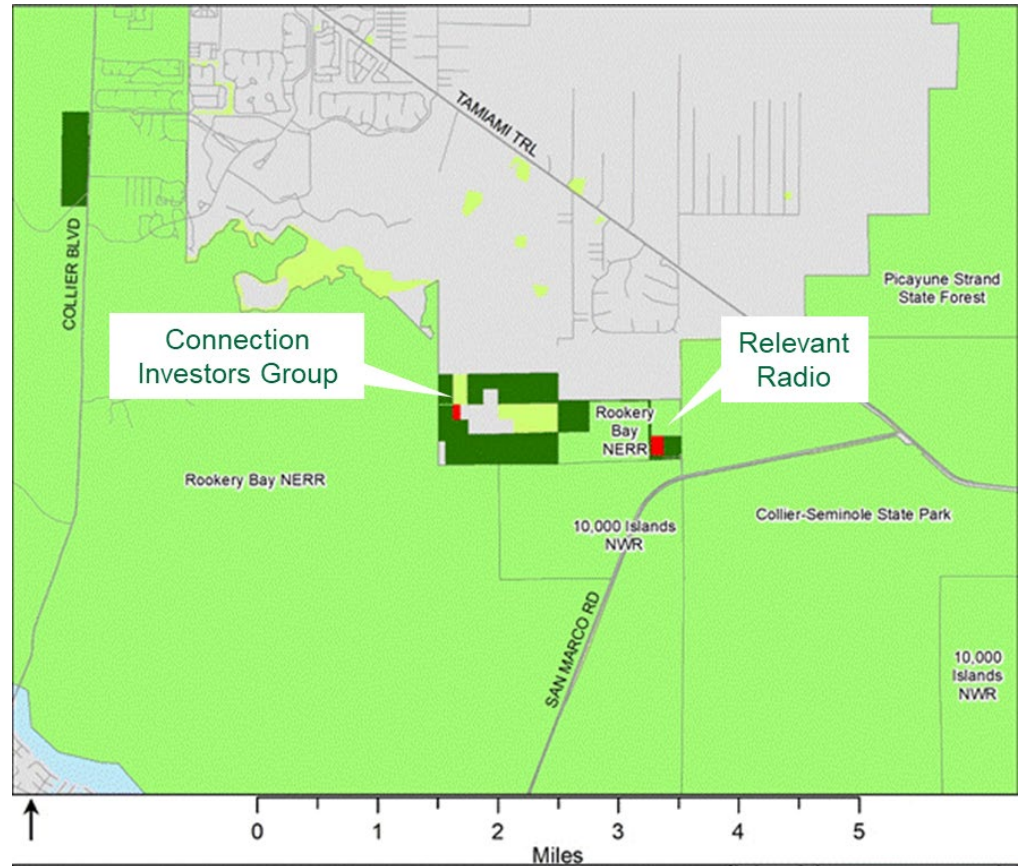 TAMIAMI TRL
COLLIER BLVD
Picayune Strand
State Forest
Connection
Investors Group
Relevant
Radio
Rookery
Bay
NERR
Rookery Bay NERR
10,000 Islands
NWR
Collier-Seminole State Park
SAN MARCO RD
10,000
Islands
NWR
0 1 2 3 4 5
Miles